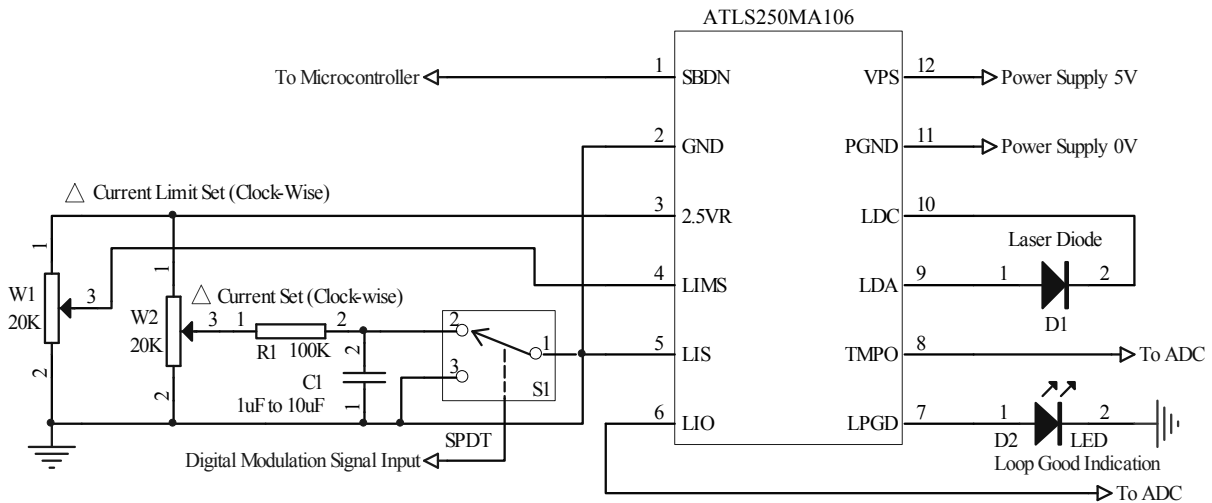 ATLS250MA106
To Microcontroller
1
SBDN
VPS
12
Power Supply 5V
2
GND
PGND
11
Power Supply 0V
△ Current Limit Set (Clock-Wise)
3
2.5VR
LDC
10
Laser Diode
1
1
W1
20K
3
4
LIMS
LDA
9
1
2
D1
△ Current Set (Clock-wise)
W2
20K
3
1
2
R1
100K
2
1
3
S1
5
LIS
TMPO
8
To ADC
2
2
C1
1uF to 10uF
2
1
SPDT
6
LIO
LPGD
7
1
2
D2
LED
Loop Good Indication
Digital Modulation Signal Input
To ADC